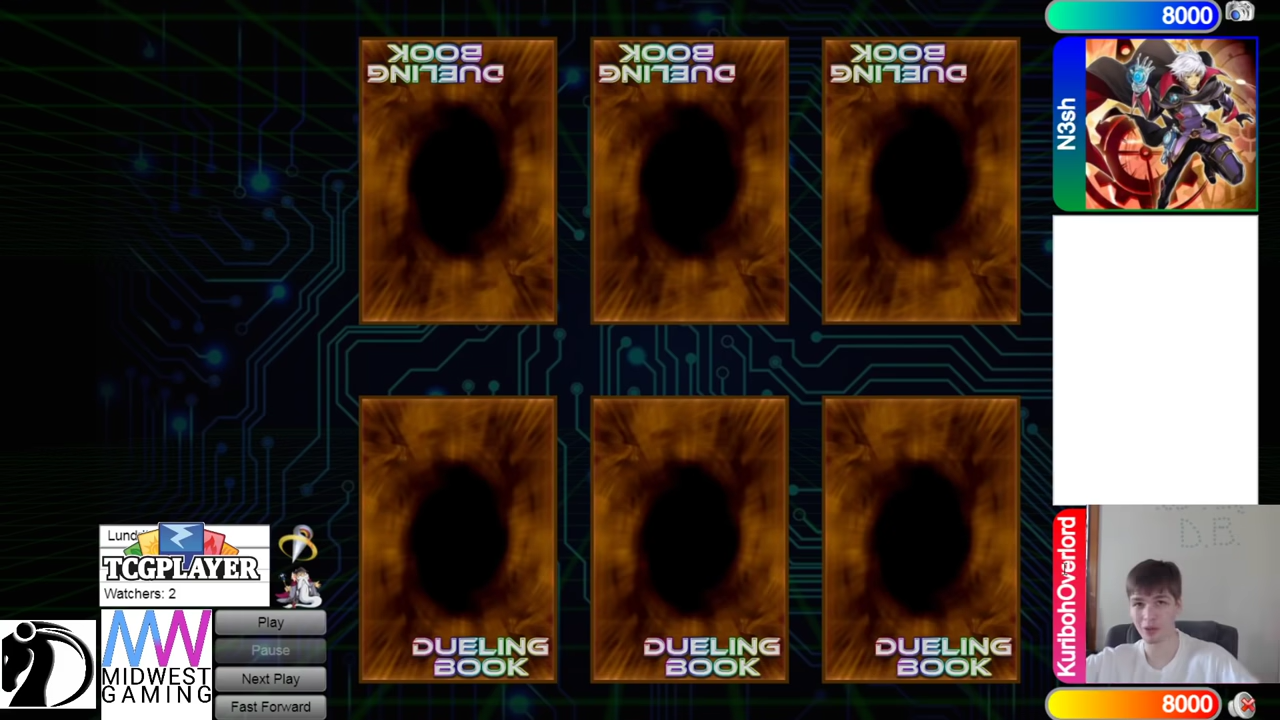 8000
N3sh
DUELING
BOOK
DUELING
BOOK
DUELING
BOOK
DUELING
BOOK
DUELING
BOOK
DUELING
BOOK
D.B.
KuribohOverlord
8000
TCGPLAYER
Watchers: 2
MW
MIDWEST
GAMING
Play
Pause
Next Play
Fast Forward